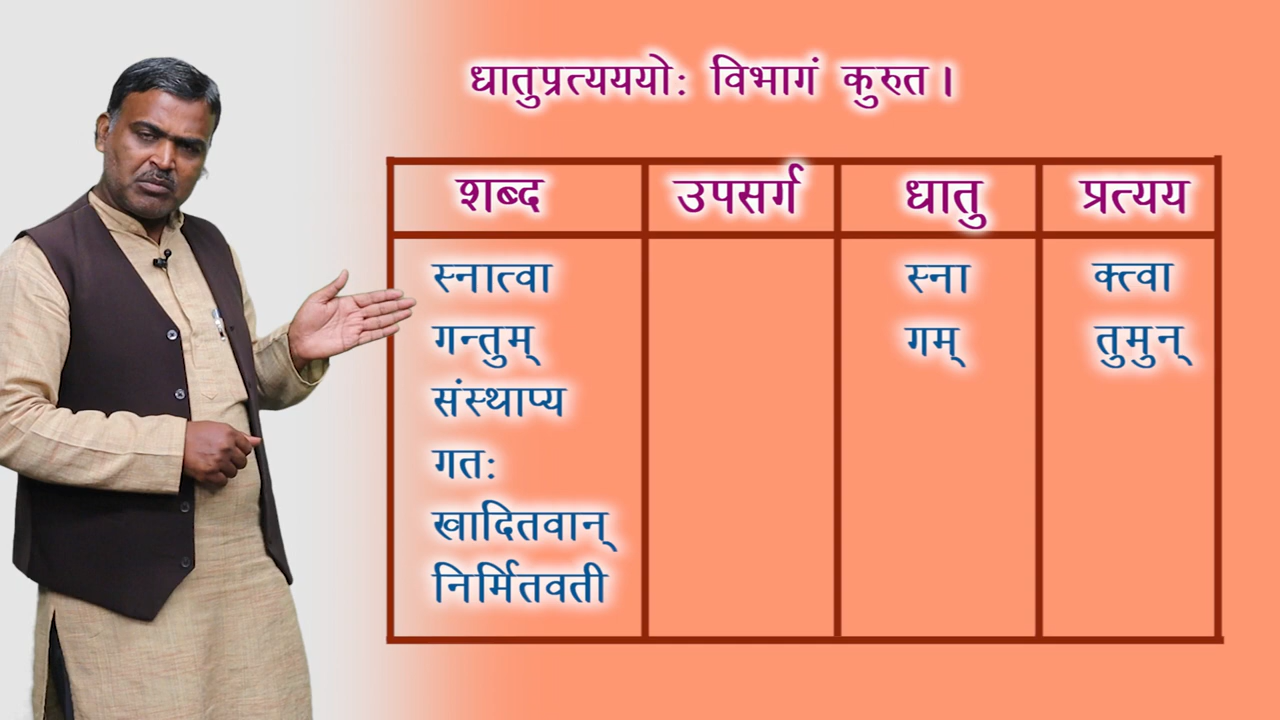 धातुप्रत्यययोः विभागं कुरुत।
शब्द उपसर्ग धातु प्रत्यय
स्नात्वा स्ना क्त्वा
गन्तुम् गम् तुमुन्
संस्थाप्य
गतः
खादितवान्
निर्मितवती